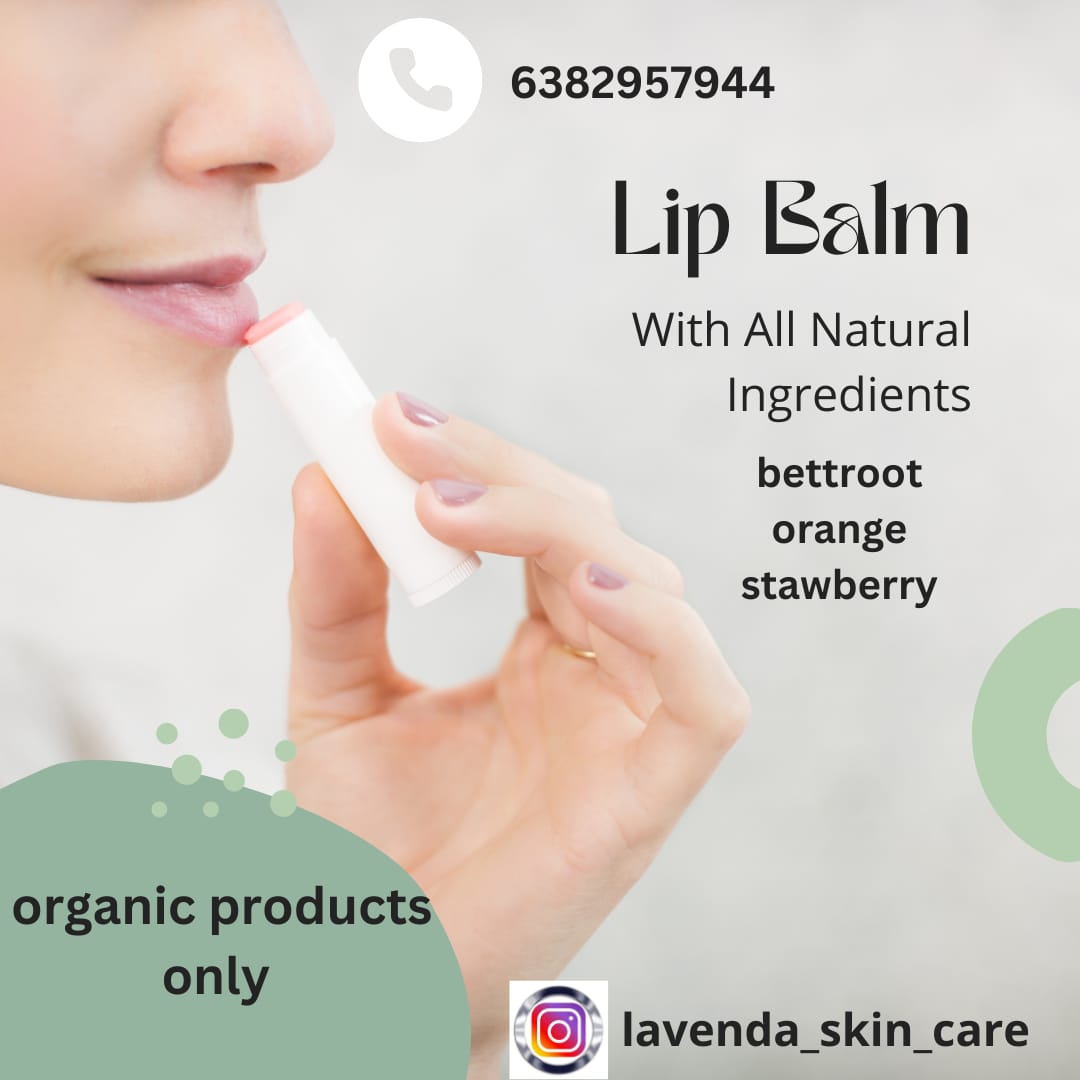 6382957944
Lip Balm
With All Natural
Ingredients
bettroot
orange
stawberry
organic products
only
lavenda_skin_care